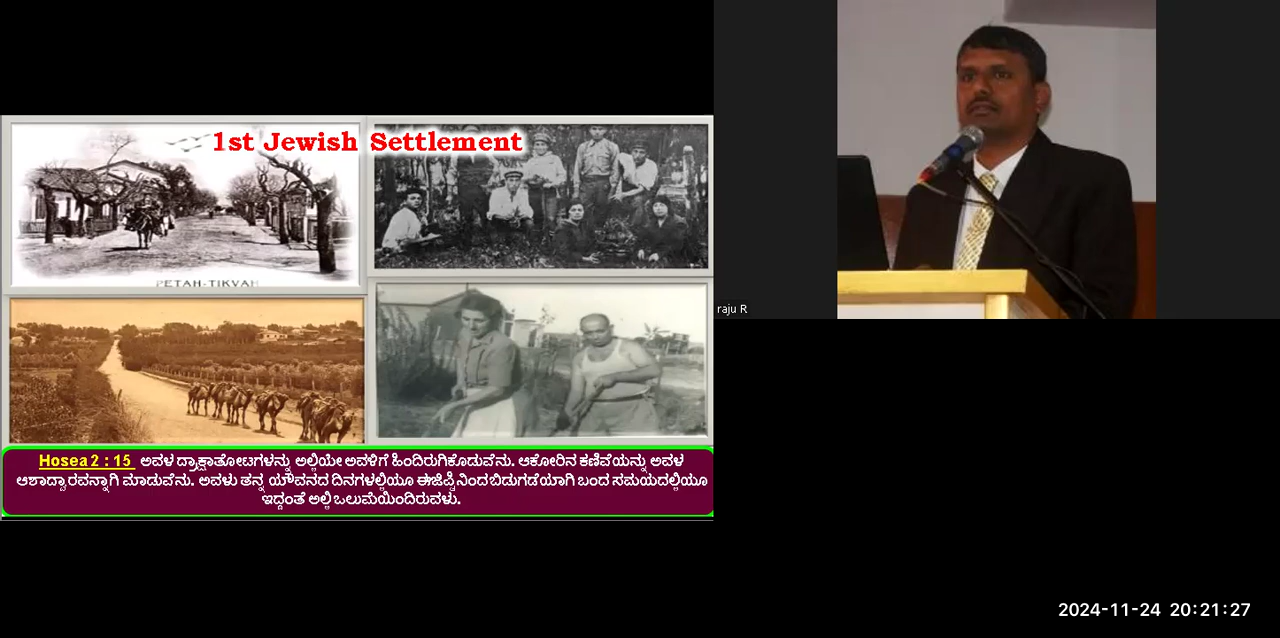 1st Jewish Settlement
PETAH-TIKVAH
Hosea 2 : 15 ಅವಳ ದ್ರಾಕ್ಷಾತೋಟಗಳನ್ನು ಅಲ್ಲಿಯೇ ಅವಳಿಗೆ ಹಿಂದಿರುಗಿಕೊಡುವೆನು. ಆಕೋರಿನ ಕಣಿವೆಯನ್ನು ಅವಳ
ಆಶಾದ್ವಾರವನ್ನಾಗಿ ಮಾಡುವೆನು. ಅವಳು ತನ್ನ ಯೌವನದ ದಿನಗಳಲ್ಲಿಯೂ ಈಜಿಪ್ಟಿನಿಂದ ಬಿಡುಗಡೆಯಾಗಿ ಬಂದ ಸಮಯದಲ್ಲಿಯೂ
ಇದ್ದಂತೆ ಅಲ್ಲಿ ಒಲುಮೆಯಿಂದಿರುವಳು.
raju R
2024-11-24 20:21:27